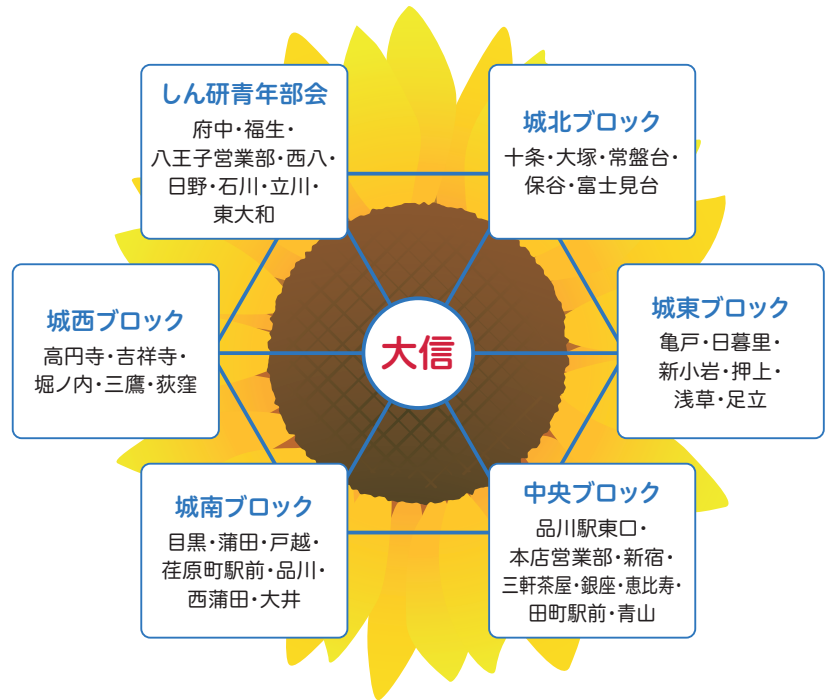 しん研青年部会
府中・福生・
八王子営業部・西八・
日野・石川・立川・
東大和
城北ブロック
十条・大塚・常盤台・
保谷・富士見台
城西ブロック
高円寺・吉祥寺・
堀ノ内・三鷹・荻窪
大信
城東ブロック
亀戸・日暮里・
新小岩・押上・
浅草・足立
城南ブロック
目黒・蒲田・戸越・
荏原町駅前・品川・
西蒲田・大井
中央ブロック
品川駅東口・
本店営業部・新宿・
三軒茶屋・銀座・恵比寿・
田町駅前・青山